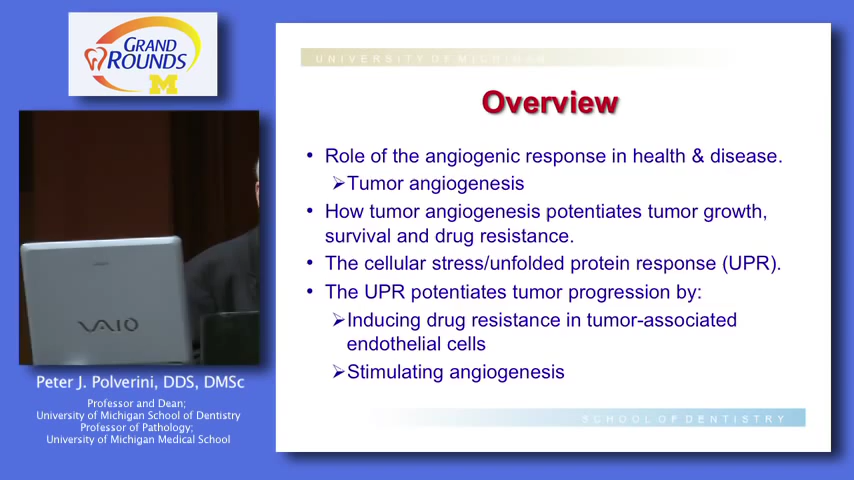 GRAND
ROUNDS
M
VAIO
Peter J. Polverini, DDS, DMSc
Professor and Dean;
University of Michigan School of Dentistry
Professor of Pathology;
University of Michigan Medical School
UNIVERSITY OF MICHIGAN
Overview
• Role of the angiogenic response in health & disease.
➢Tumor angiogenesis
• How tumor angiogenesis potentiates tumor growth,
survival and drug resistance.
• The cellular stress/unfolded protein response (UPR).
• The UPR potentiates tumor progression by:
➢Inducing drug resistance in tumor-associated
endothelial cells
➢Stimulating angiogenesis
SCHOOL OF DENTISTRY